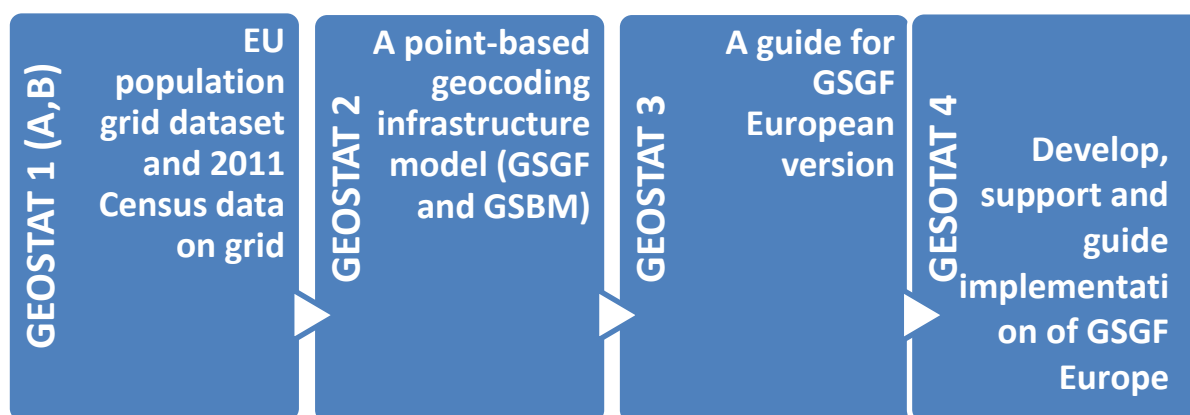 GEOSTAT 1 (A,B)
EU
population
grid dataset
and 2011
Census data
on grid
GEOSTAT 2
A point-based
geocoding
infrastructure
model (GSGF
and GSBM)
GEOSTAT 3
A guide for
GSGF
European
version
GESOTAT 4
Develop,
support and
guide
implementati
on of GSGF
Europe